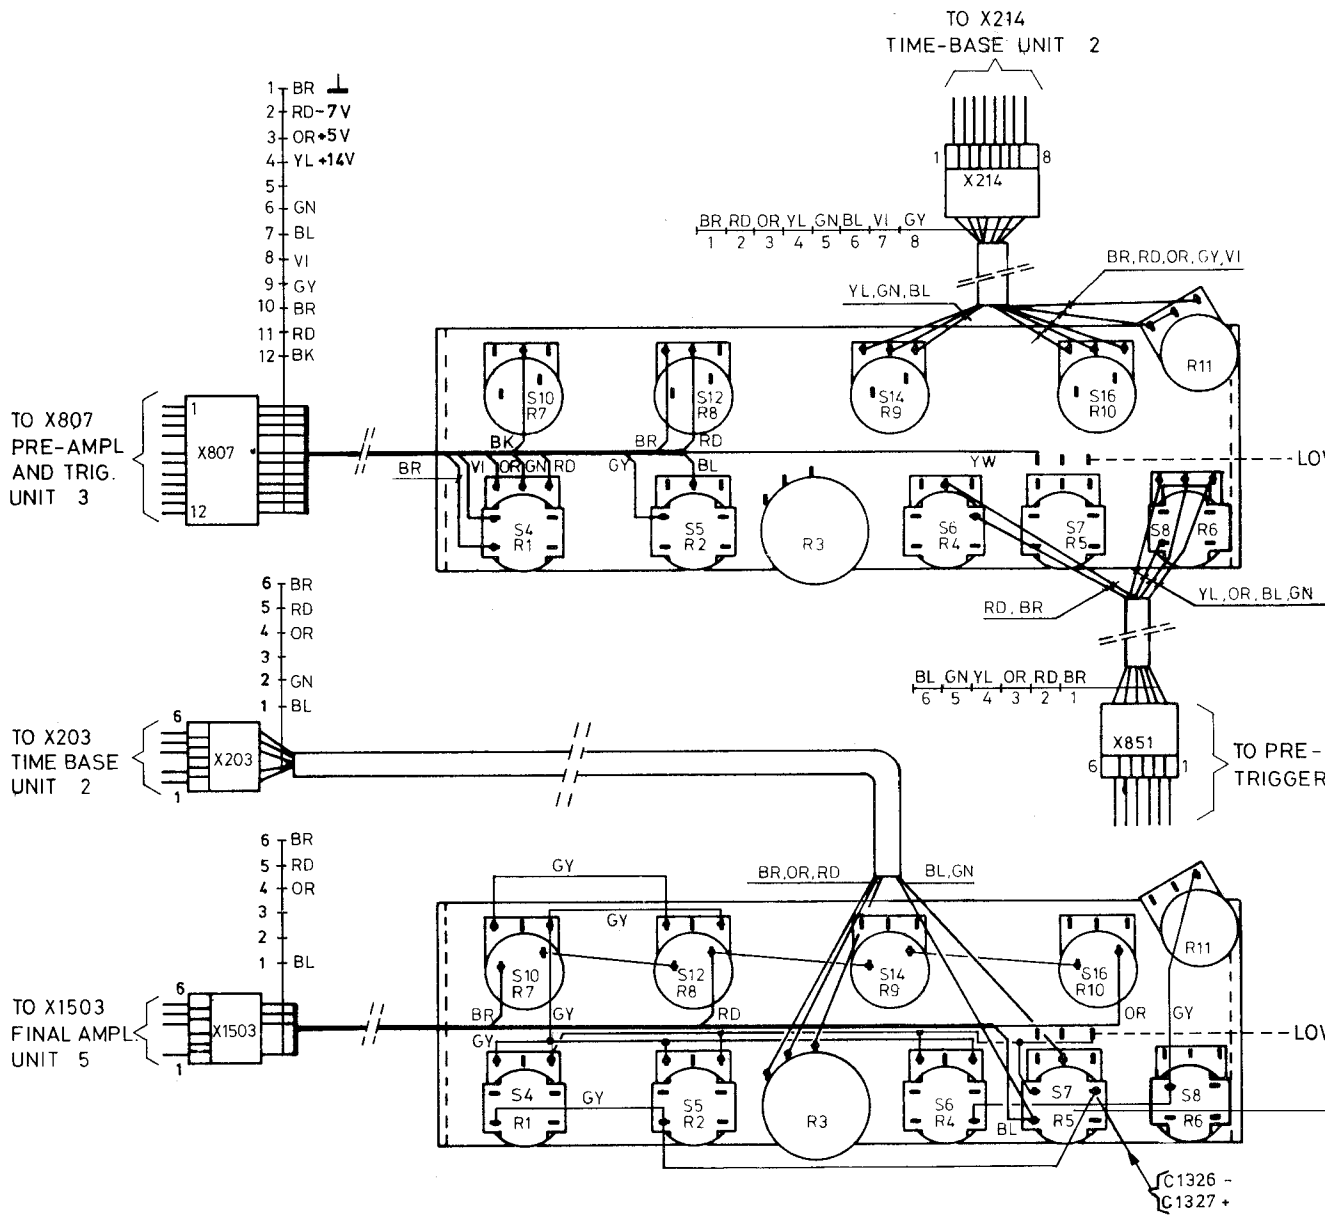 TO X214
TIME-BASE UNIT 2
1 BR
2 RD -7V
3 OR +5V
4 YL +14V
5
6 GN
7 BL
8 VI
9 GY
10 BR
11 RD
12 BK
1 8
X214
BR RD OR YL GN BL VI GY
1 2 3 4 5 6 7 8
BR,RD,OR,GY,VI
YL,GN,BL
TO X807
PRE-AMPL
AND TRIG.
UNIT 3
1
X807
12
S10
R7
S12
R8
S14
R9
S16
R10
R11
BK
BR
RD
BR
VI
OR
GN
RD
GY
BL
YW
LOW
S4
R1
S5
R2
R3
S6
R4
S7
R5
S8
R6
RD,BR
YL,OR,BL,GN
6 BR
5 RD
4 OR
3
2 GN
1 BL
BL GN YL OR RD BR
6 5 4 3 2 1
TO X203
TIME BASE
UNIT 2
6
X203
1
X851
6 1
TO PRE-
TRIGGER
6 BR
5 RD
4 OR
3
2
1 BL
GY
GY
BR,OR,RD
BL,GN
S10
R7
S12
R8
S14
R9
S16
R10
R11
TO X1503
FINAL AMPL.
UNIT 5
6
X1503
1
BR
GY
RD
OR
GY
GY
S4
R1
GY
S5
R2
R3
S6
R4
BL
S7
R5
S8
R6
C1326 -
C1327 +